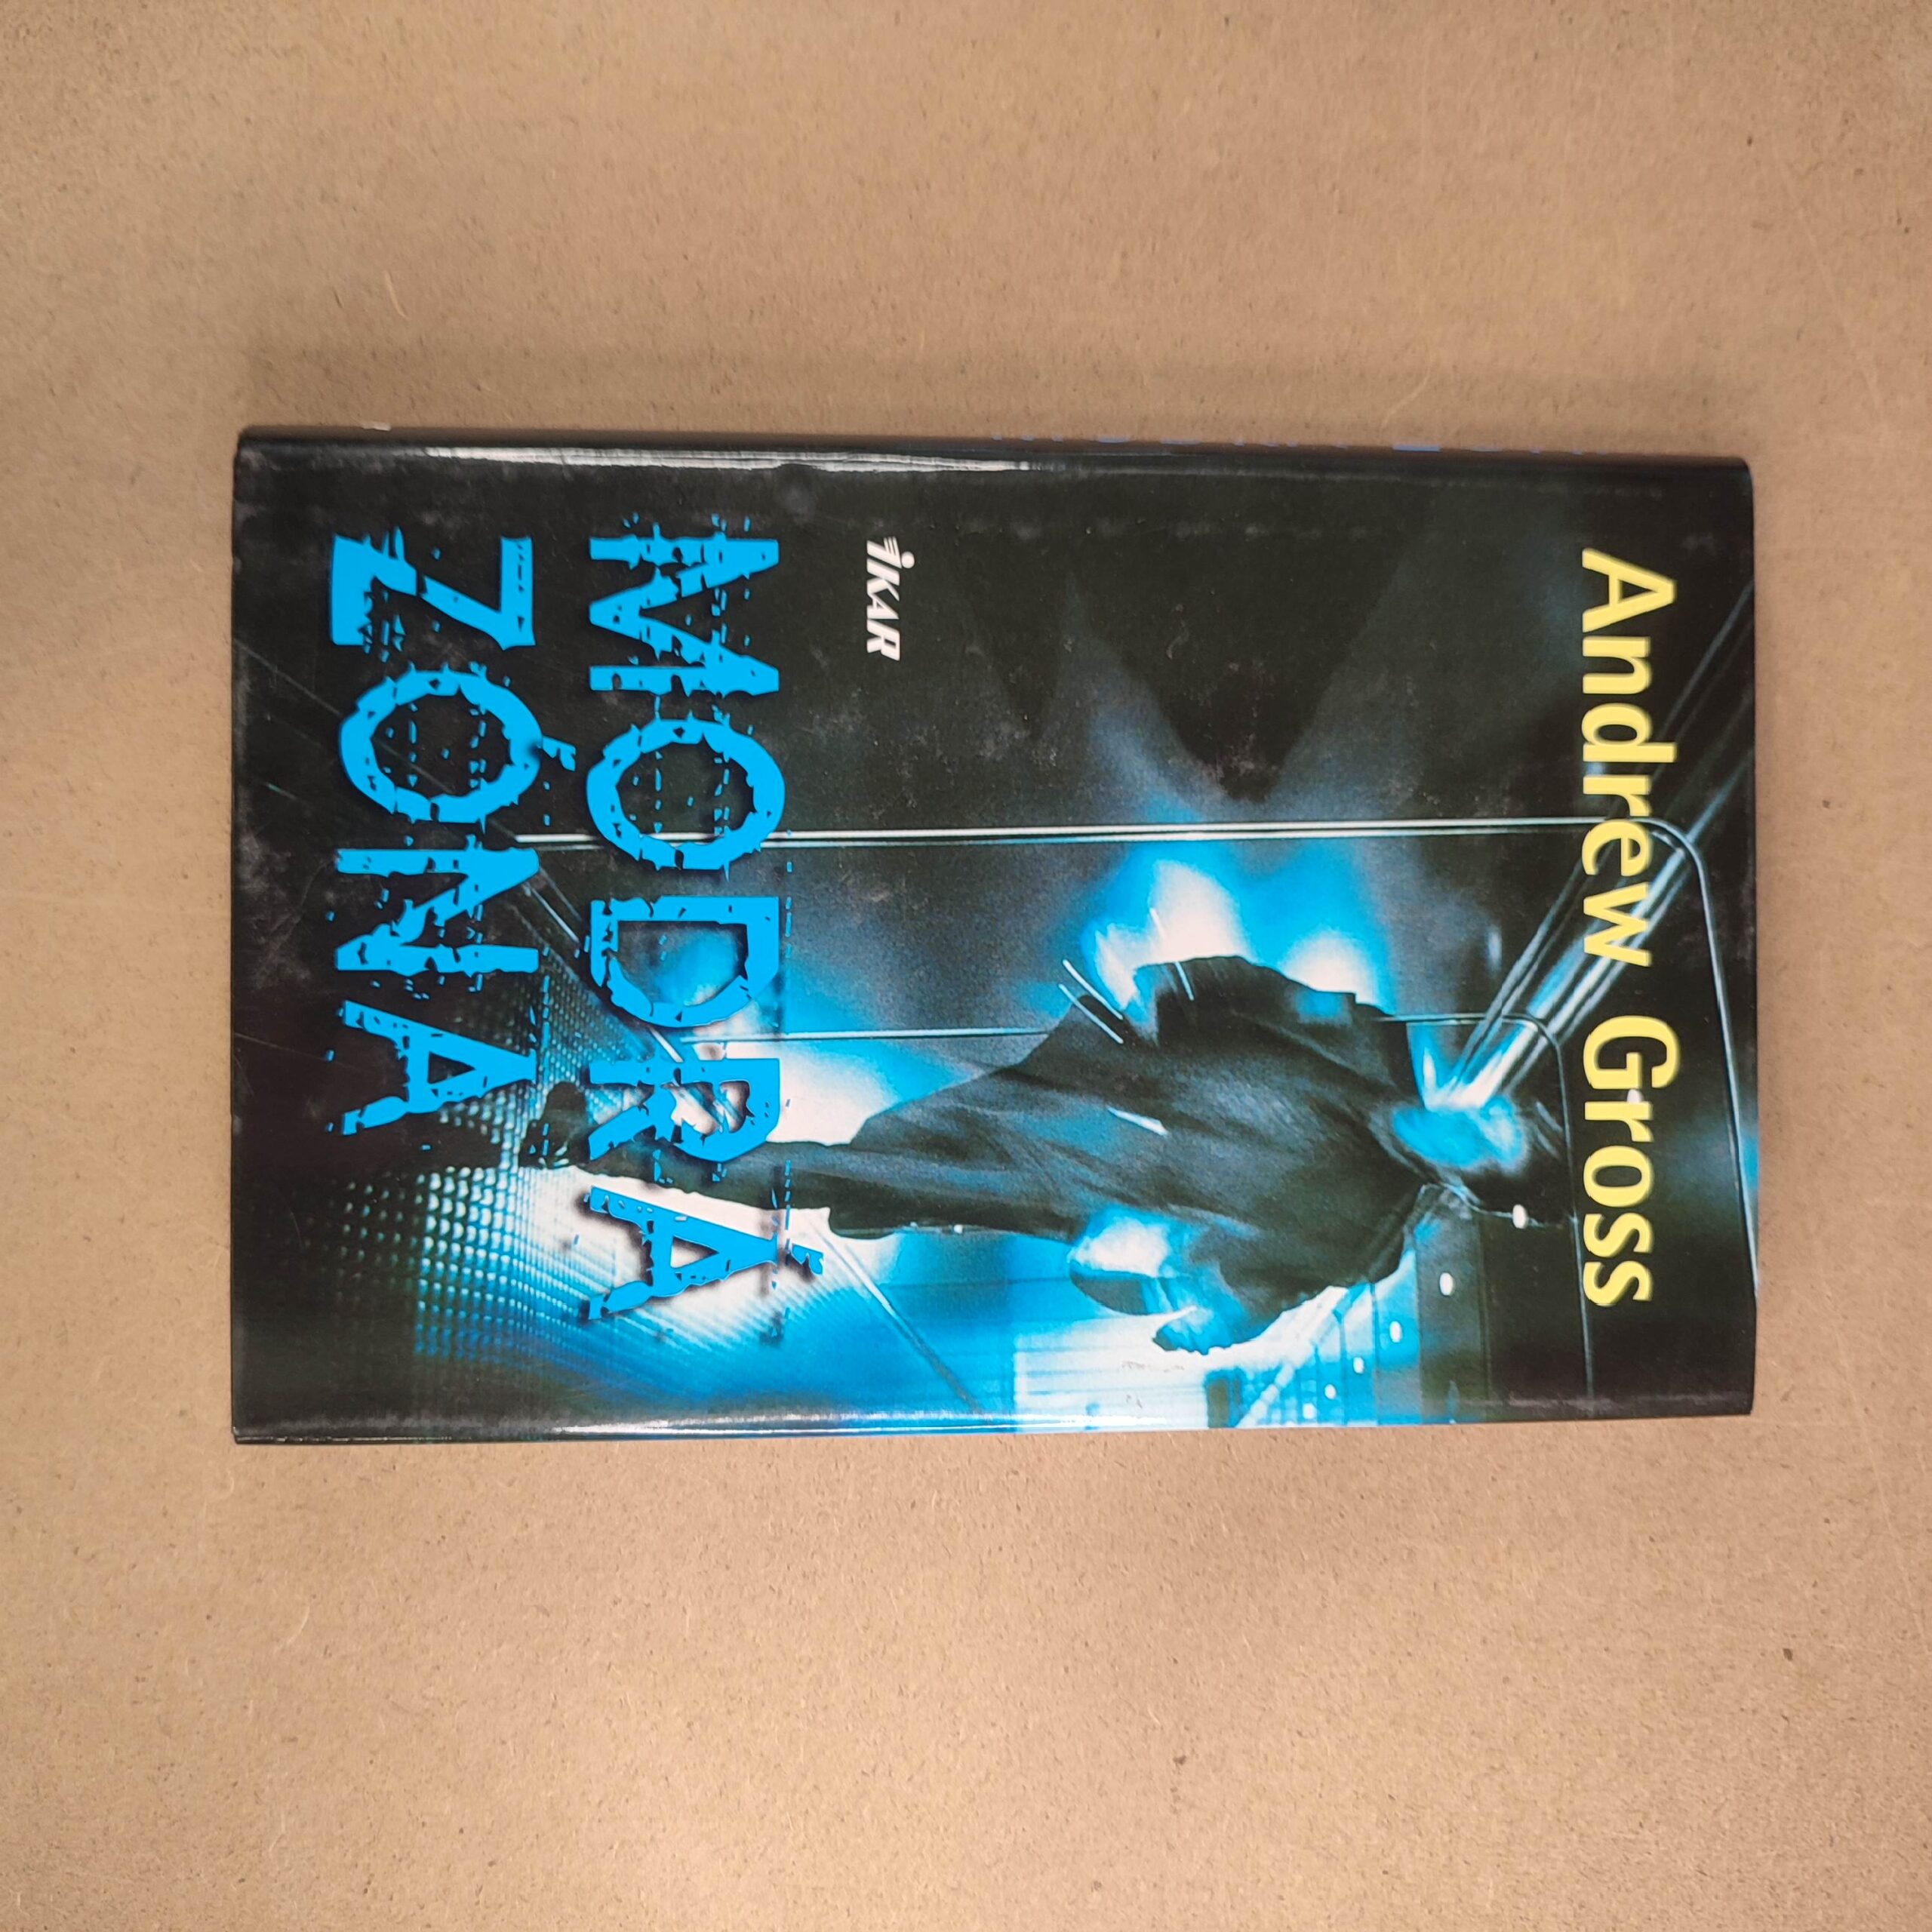 Andrew Gross
IKAR
MODRÁ
ZÓNA